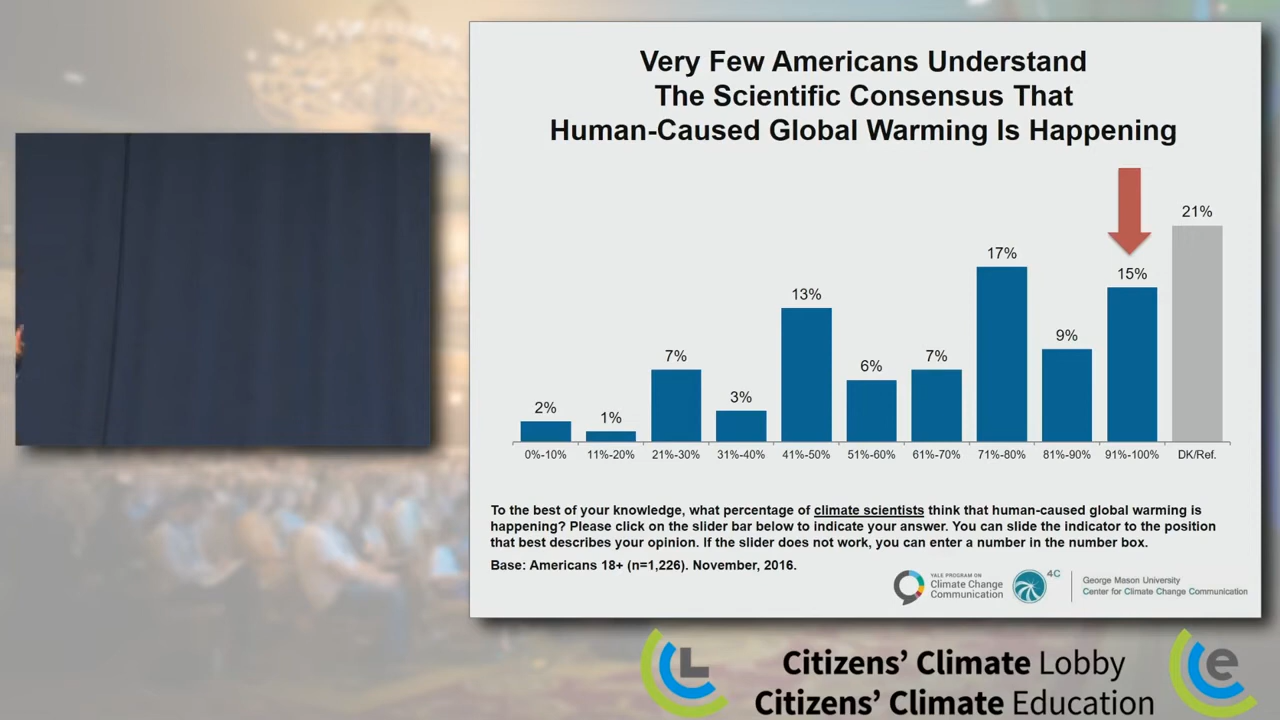 Very Few Americans Understand
The Scientific Consensus That
Human-Caused Global Warming Is Happening
2%
1%
7%
3%
13%
6%
7%
17%
9%
15%
21%
0%-10%
11%-20%
21%-30%
31%-40%
41%-50%
51%-60%
61%-70%
71%-80%
81%-90%
91%-100%
DK/Ref.
To the best of your knowledge, what percentage of climate scientists think that human-caused global warming is
happening? Please click on the slider bar below to indicate your answer. You can slide the indicator to the position
that best describes your opinion. If the slider does not work, you can enter a number in the number box.
Base: Americans 18+ (n=1,226). November, 2016.
YALE PROGRAM ON
Climate Change
Communication
4C
George Mason University
Center for Climate Change Communication
L
Citizens' Climate Lobby
Citizens' Climate Education
e